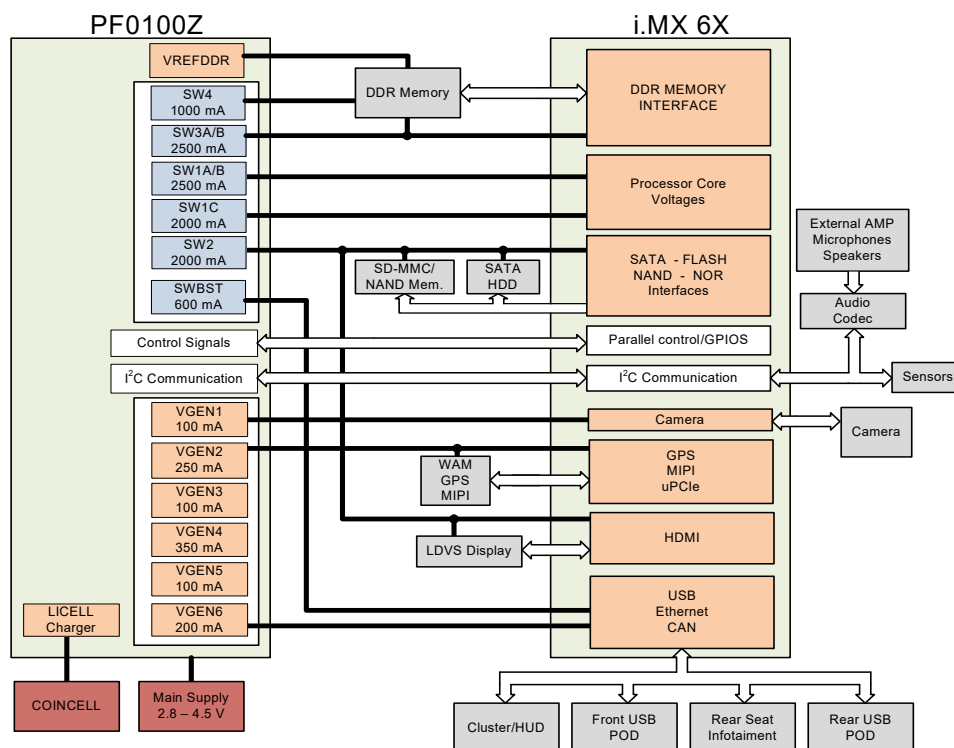 PF0100Z
i.MX 6X
VREFDDR
SW4
1000 mA
SW3A/B
2500 mA
SW1A/B
2500 mA
SW1C
2000 mA
SW2
2000 mA
SWBST
600 mA
Control Signals
I²C Communication
VGEN1
100 mA
VGEN2
250 mA
VGEN3
100 mA
VGEN4
350 mA
VGEN5
100 mA
VGEN6
200 mA
LICELL
Charger
COINCELL
Main Supply
2.8 – 4.5 V
DDR Memory
SD-MMC/
NAND Mem.
SATA
HDD
WAM
GPS
MIPI
LDVS Display
DDR MEMORY
INTERFACE
Processor Core
Voltages
SATA - FLASH
NAND - NOR
Interfaces
Parallel control/GPIOS
I²C Communication
Camera
GPS
MIPI
uPCIe
HDMI
USB
Ethernet
CAN
External AMP
Microphones
Speakers
Audio
Codec
Sensors
Camera
Cluster/HUD
Front USB
POD
Rear Seat
Infotaiment
Rear USB
POD